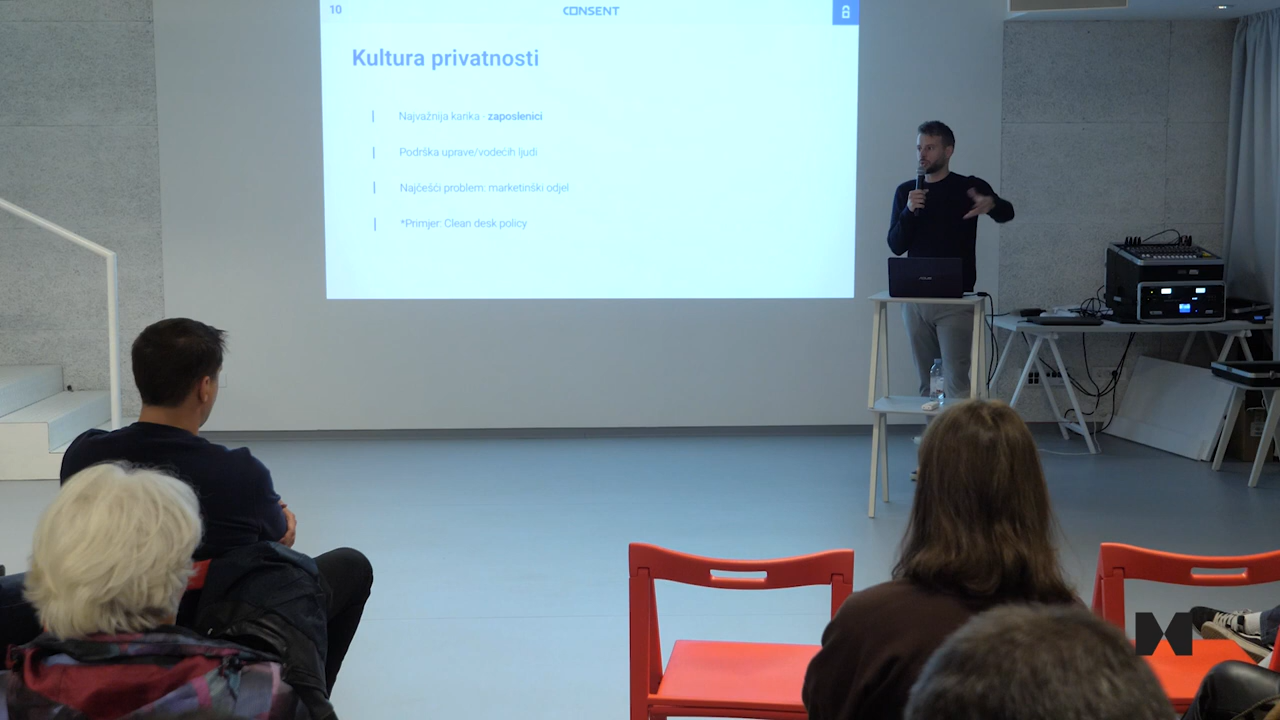 10
CONSENT
Kultura privatnosti
Najvažnija karika - zaposlenici
Podrška uprave/vodećih ljudi
Najčešći problem: marketinški odjel
*Primjer: Clean desk policy
ASUS